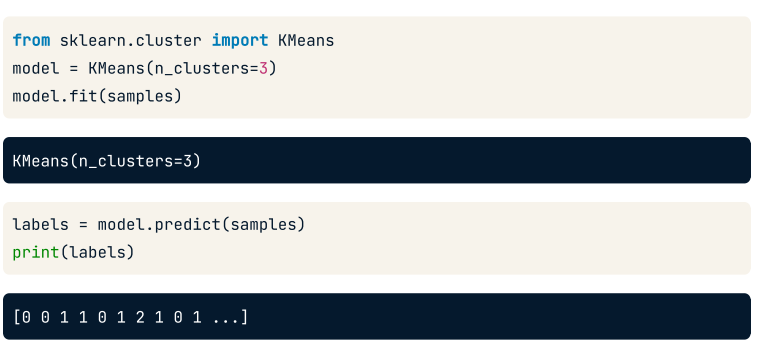 from sklearn.cluster import KMeans
model = KMeans(n_clusters=3)
model.fit(samples)
KMeans(n_clusters=3)
labels = model.predict(samples)
print(labels)
[0 0 1 1 0 1 2 1 0 1 ...]